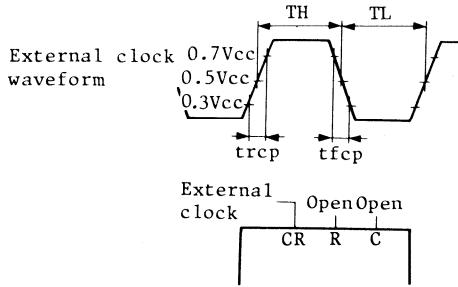 TH TL
External clock 0.7Vcc
waveform 0.5Vcc
0.3Vcc
trcp tfcp
External
clock Open Open
CR R C